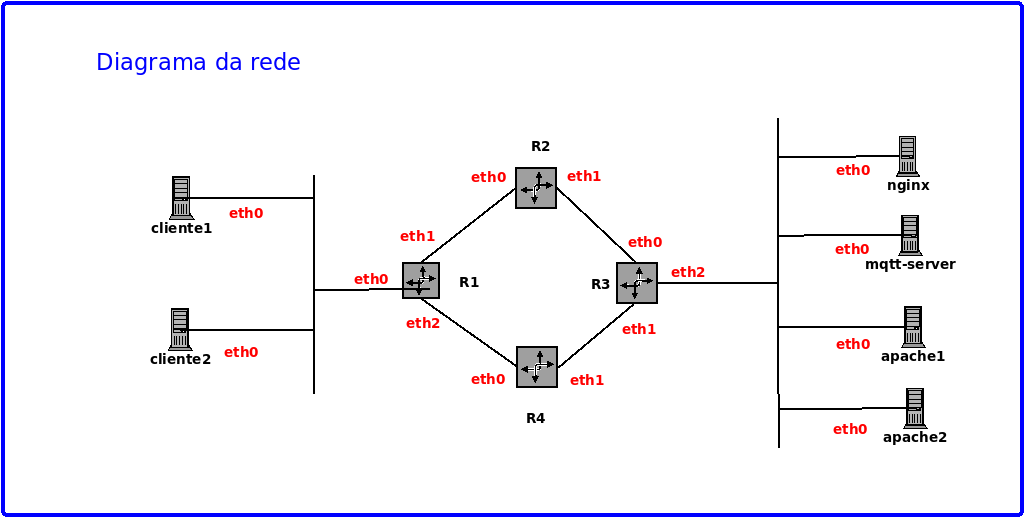 Diagrama da rede
R2
eth0
eth1
eth0
nginx
eth0
cliente1
eth1
eth0
eth0
mqtt-server
eth0
R1
R3
eth2
eth2
eth1
eth0
apache1
eth0
cliente2
eth0
eth1
R4
eth0
apache2